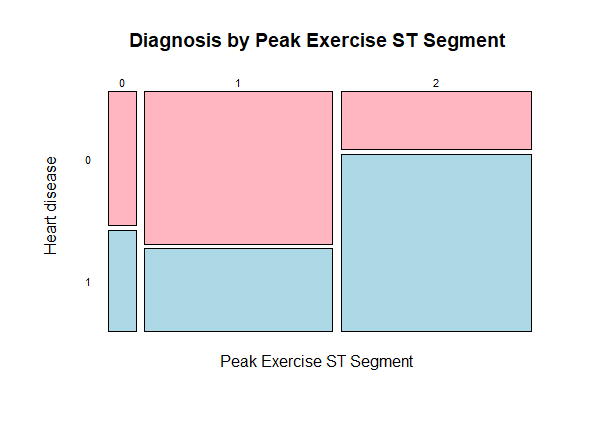 Diagnosis by Peak Exercise ST Segment
0 1 2
0
Heart disease
1
Peak Exercise ST Segment